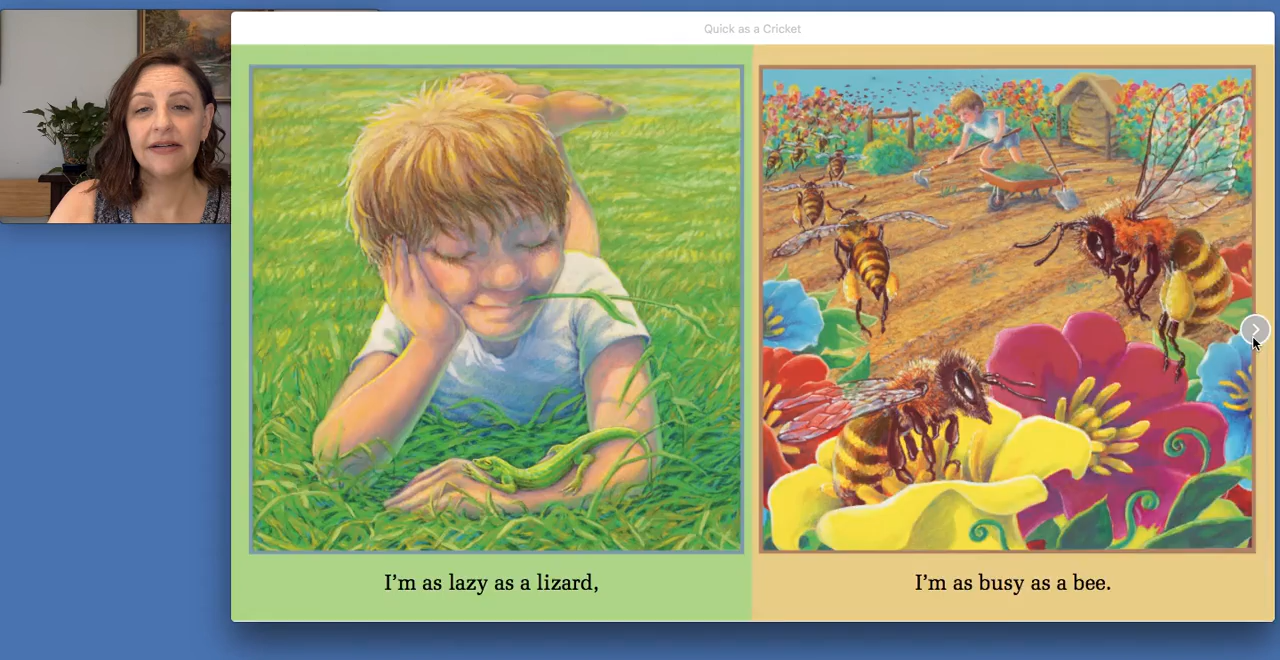 Quick as a Cricket
I'm as lazy as a lizard,
I'm as busy as a bee.